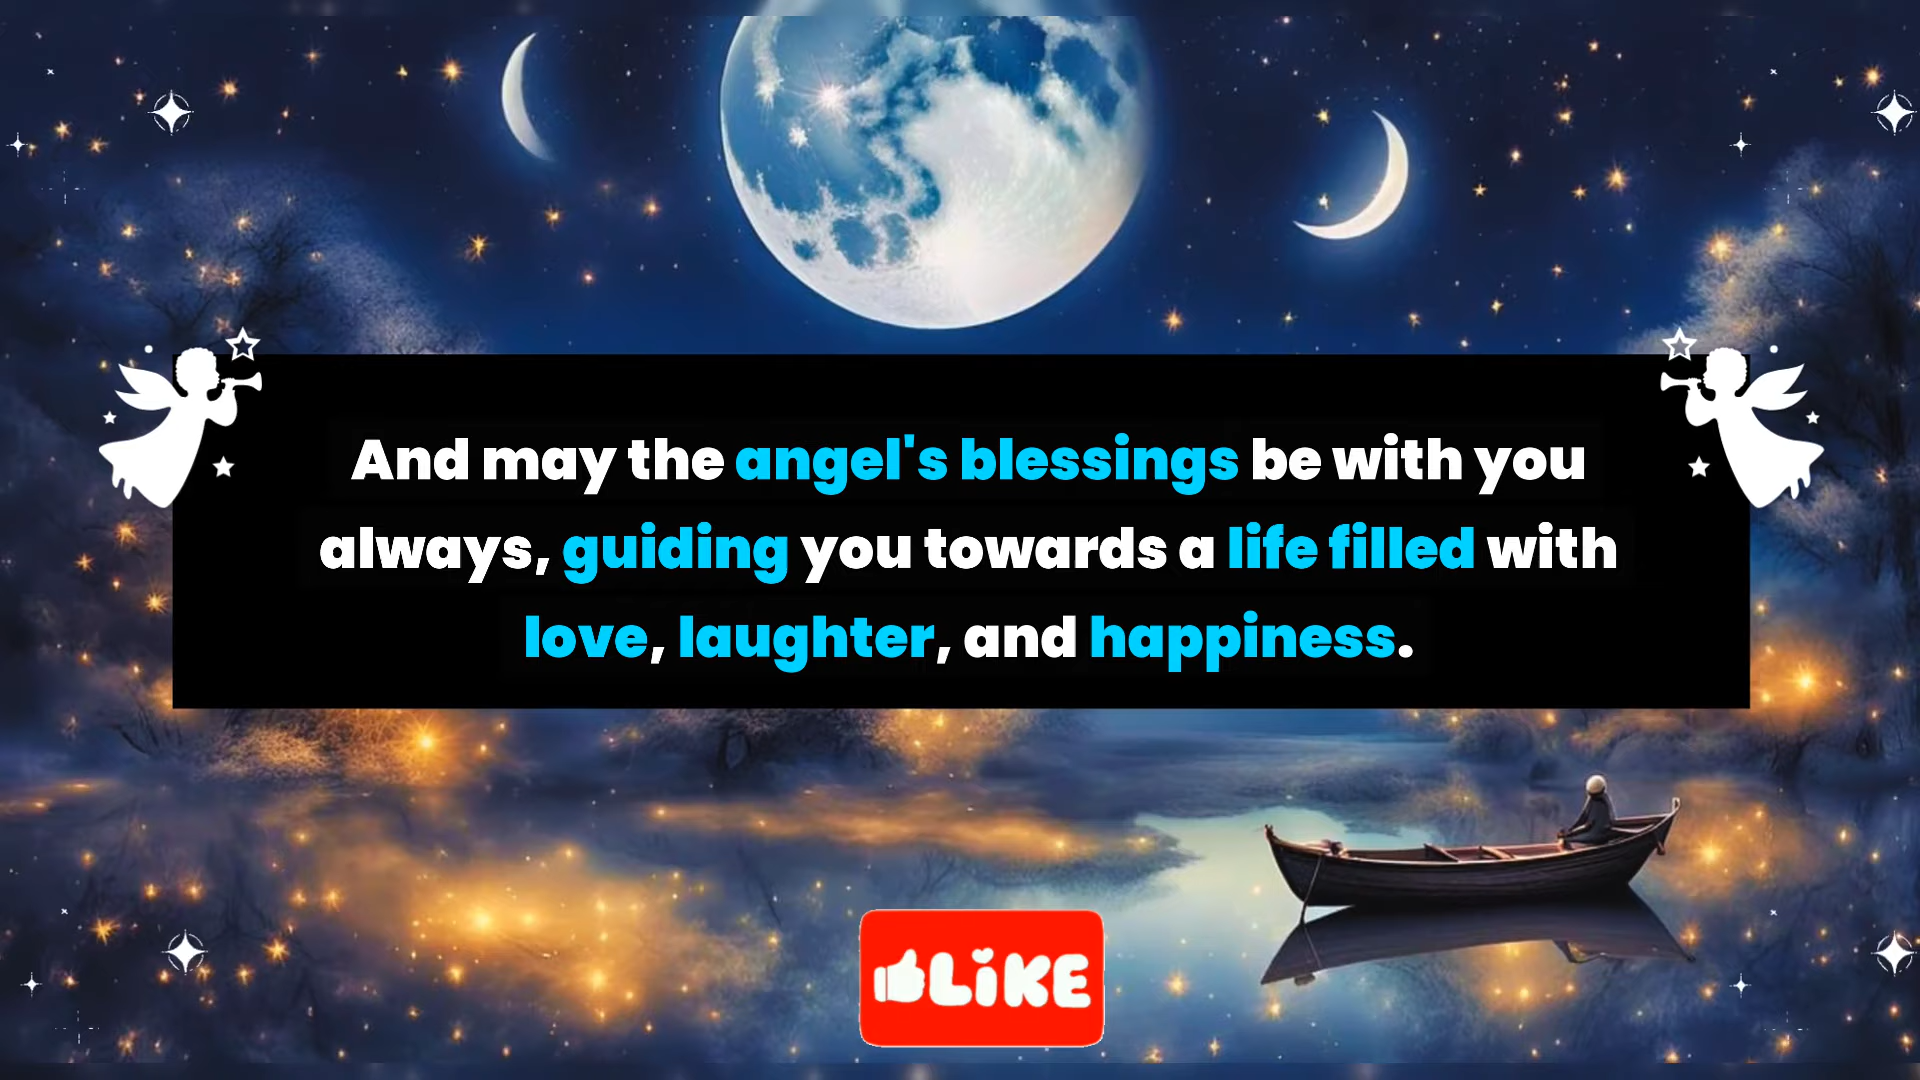 And may the angel's blessings be with you
always, guiding you towards a life filled with
love, laughter, and happiness.
LiKE